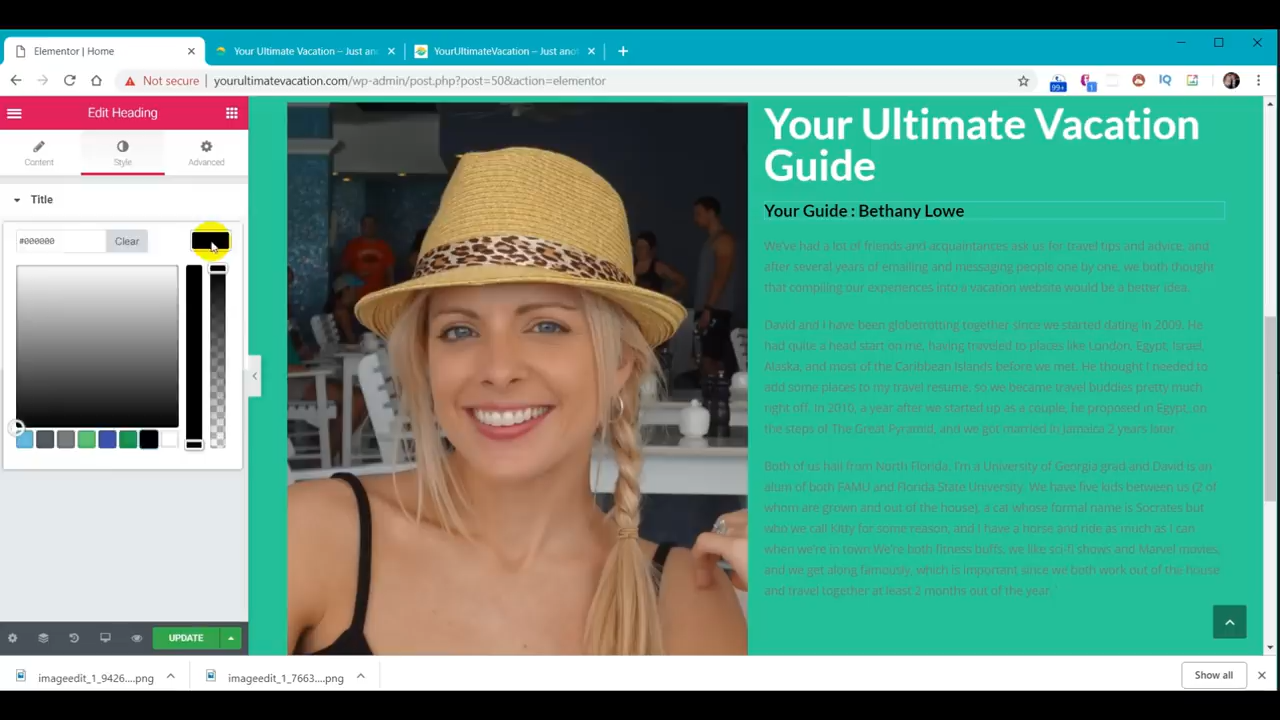 Elementor | Home
Your Ultimate Vacation – Just an
YourUltimateVacation – Just anot
Not secure
yourultimatevacation.com/wp-admin/post.php?post=50&action=elementor
99+
1
IQ
Edit Heading
Content
Style
Advanced
Title
#000000
Clear
UPDATE
Your Ultimate Vacation
Guide
Your Guide : Bethany Lowe
We've had a lot of friends and acquaintances ask us for travel tips and advice, and
after several years of emailing and messaging people one by one, we both thought
that compiling our experiences into a vacation website would be a better idea.
David and I have been globetrotting together since we started dating in 2009. He
had quite a head start on me, having traveled to places like London, Egypt, Israel,
Alaska, and most of the Caribbean Islands before we met. He thought I needed to
add some places to my travel resume, so we became travel buddies pretty much
right off. In 2010, a year after we started up as a couple, he proposed in Egypt, on
the steps of The Great Pyramid, and we got married in Jamaica 2 years later.
Both of us hail from North Florida. I'm a University of Georgia grad and David is an
alum of both FAMU and Florida State University. We have five kids between us (2 of
whom are grown and out of the house), a cat whose formal name is Socrates but
who we call Kitty for some reason, and I have a horse and ride as much as I can
when we're in town We're both fitness buffs, we like sci-fi shows and Marvel movies,
and we get along famously, which is important since we both work out of the house
and travel together at least 2 months out of the year.
imageedit_1_9426....png
imageedit_1_7663....png
Show all